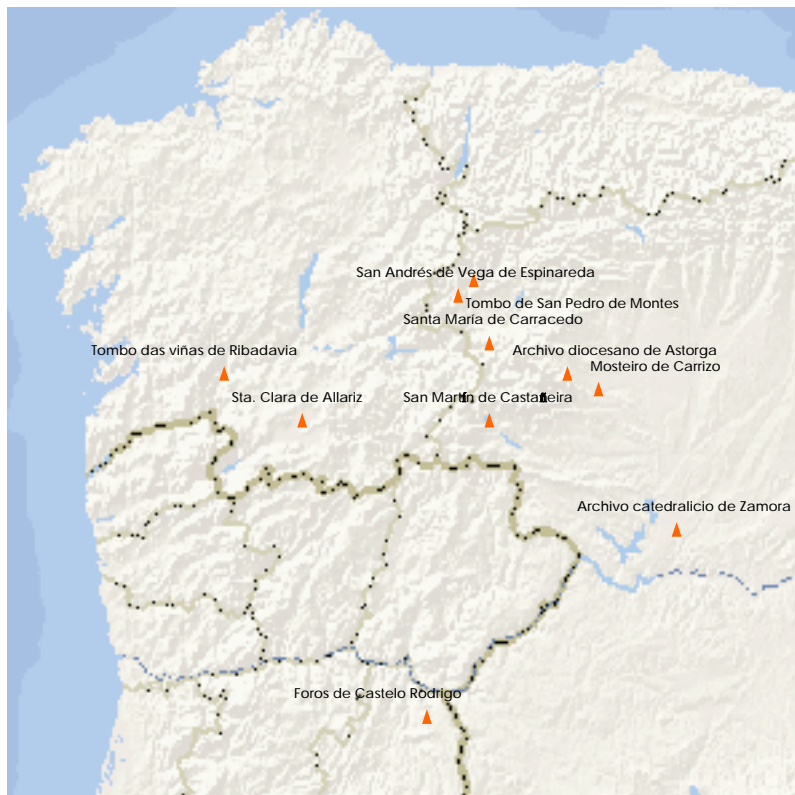 San Andrés de Vega de Espinareda
Tombo de San Pedro de Montes
Santa María de Carracedo
Tombo das viñas de Ribadavia
Archivo diocesano de Astorga
Mosteiro de Carrizo
Sta. Clara de Allariz
San Martín de Castañeira
Archivo catedralicio de Zamora
Foros de Castelo Rodrigo